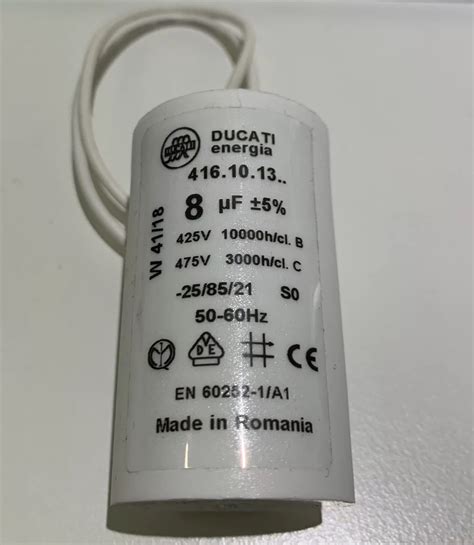 DUCATI
energia
416.10.13..
8 µF ±5%
425V 10000h/cl. B
475V 3000h/cl. C
-25/85/21 S0
50-60Hz
VDE CE
EN 60252-1/A1
Made in Romania
W 41/18